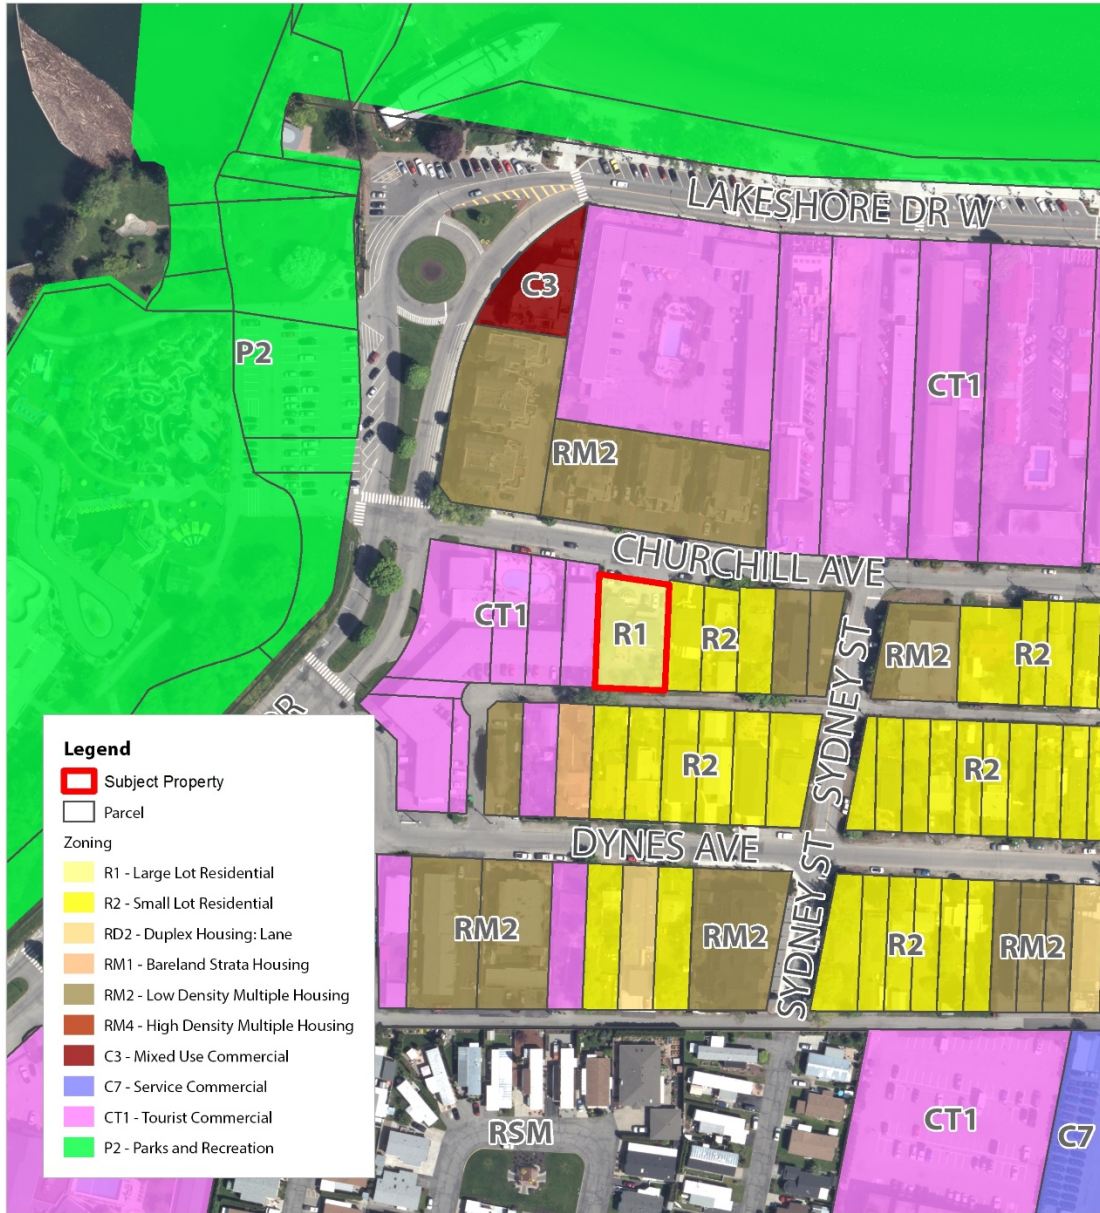 LAKESHORE DR W
C3
P2
CT1
RM2
CHURCHILL AVE
CT1
R1
R2
RM2
R2
SYDNEY ST
DR
R2
R2
DYNES AVE
SYDNEY ST
RM2
RM2
R2
RM2
RSM
CT1
C7
Legend
Subject Property
Parcel
Zoning
R1 - Large Lot Residential
R2 - Small Lot Residential
RD2 - Duplex Housing: Lane
RM1 - Bareland Strata Housing
RM2 - Low Density Multiple Housing
RM4 - High Density Multiple Housing
C3 - Mixed Use Commercial
C7 - Service Commercial
CT1 - Tourist Commercial
P2 - Parks and Recreation